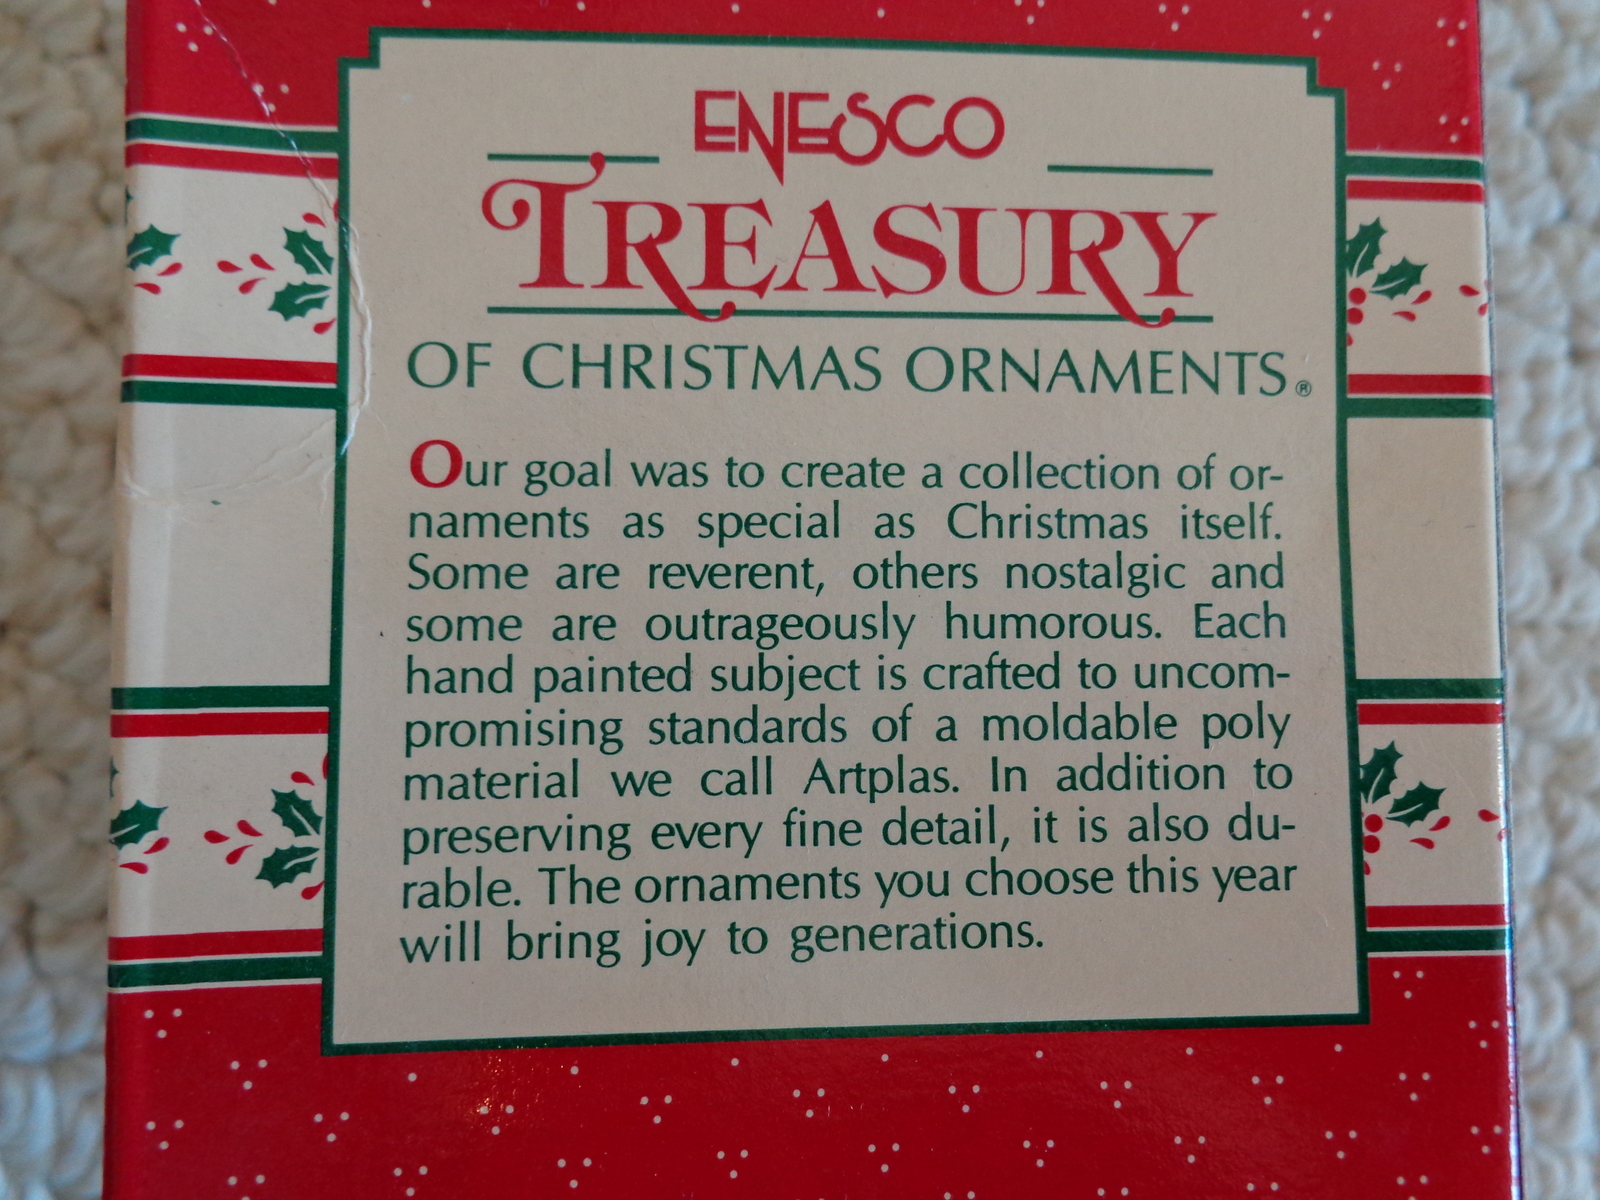 ENESCO
TREASURY
OF CHRISTMAS ORNAMENTS®
Our goal was to create a collection of or-
naments as special as Christmas itself.
Some are reverent, others nostalgic and
some are outrageously humorous. Each
hand painted subject is crafted to uncom-
promising standards of a moldable poly
material we call Artplas. In addition to
preserving every fine detail, it is also du-
rable. The ornaments you choose this year
will bring joy to generations.